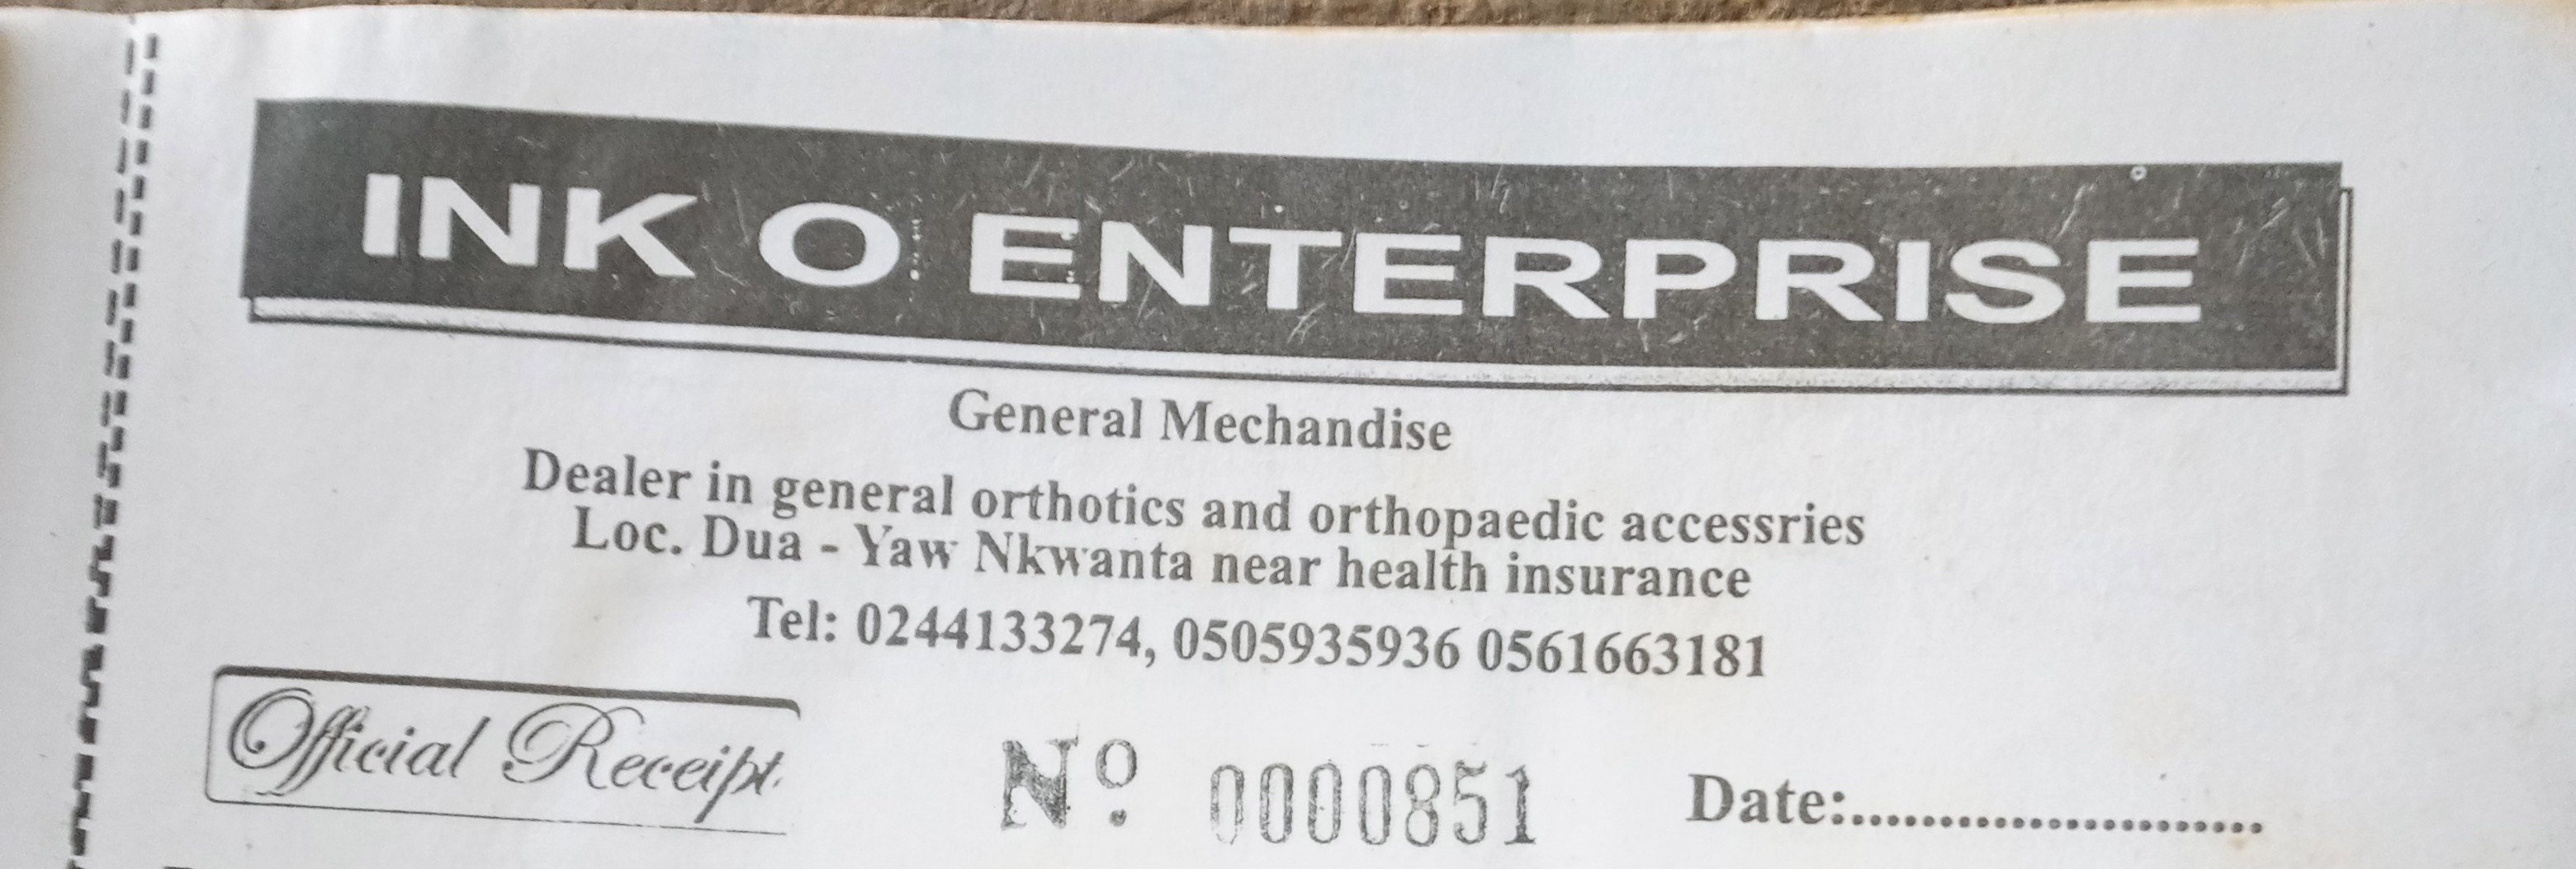 INK O ENTERPRISE
General Mechandise
Dealer in general orthotics and orthopaedic accessries
Loc. Dua - Yaw Nkwanta near health insurance
Tel: 0244133274, 0505935936 0561663181
Official Receipt
Nº 0000851
Date:..........................